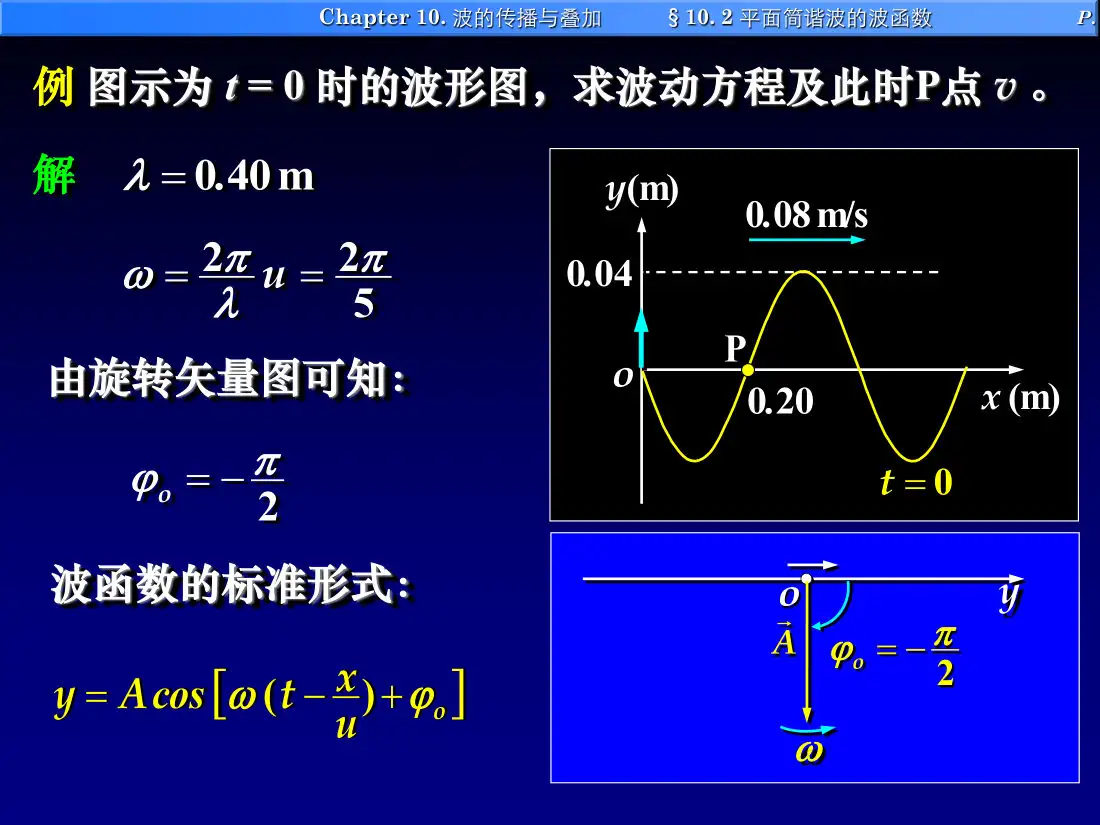 Chapter 10. 波的传播与叠加 §10. 2 平面简谐波的波函数 P.
例 图示为 t = 0 时的波形图，求波动方程及此时P点 v 。
解 λ = 0.40 m
ω = 2π/λ u = 2π/5
由旋转矢量图可知：
φo = − π/2
波函数的标准形式：
y = A cos [ω (t − x/u) + φo]
y (m)
0.08 m/s
0.04
P
o
0.20
x (m)
t = 0
o
y
A⃗
φo = − π/2
ω